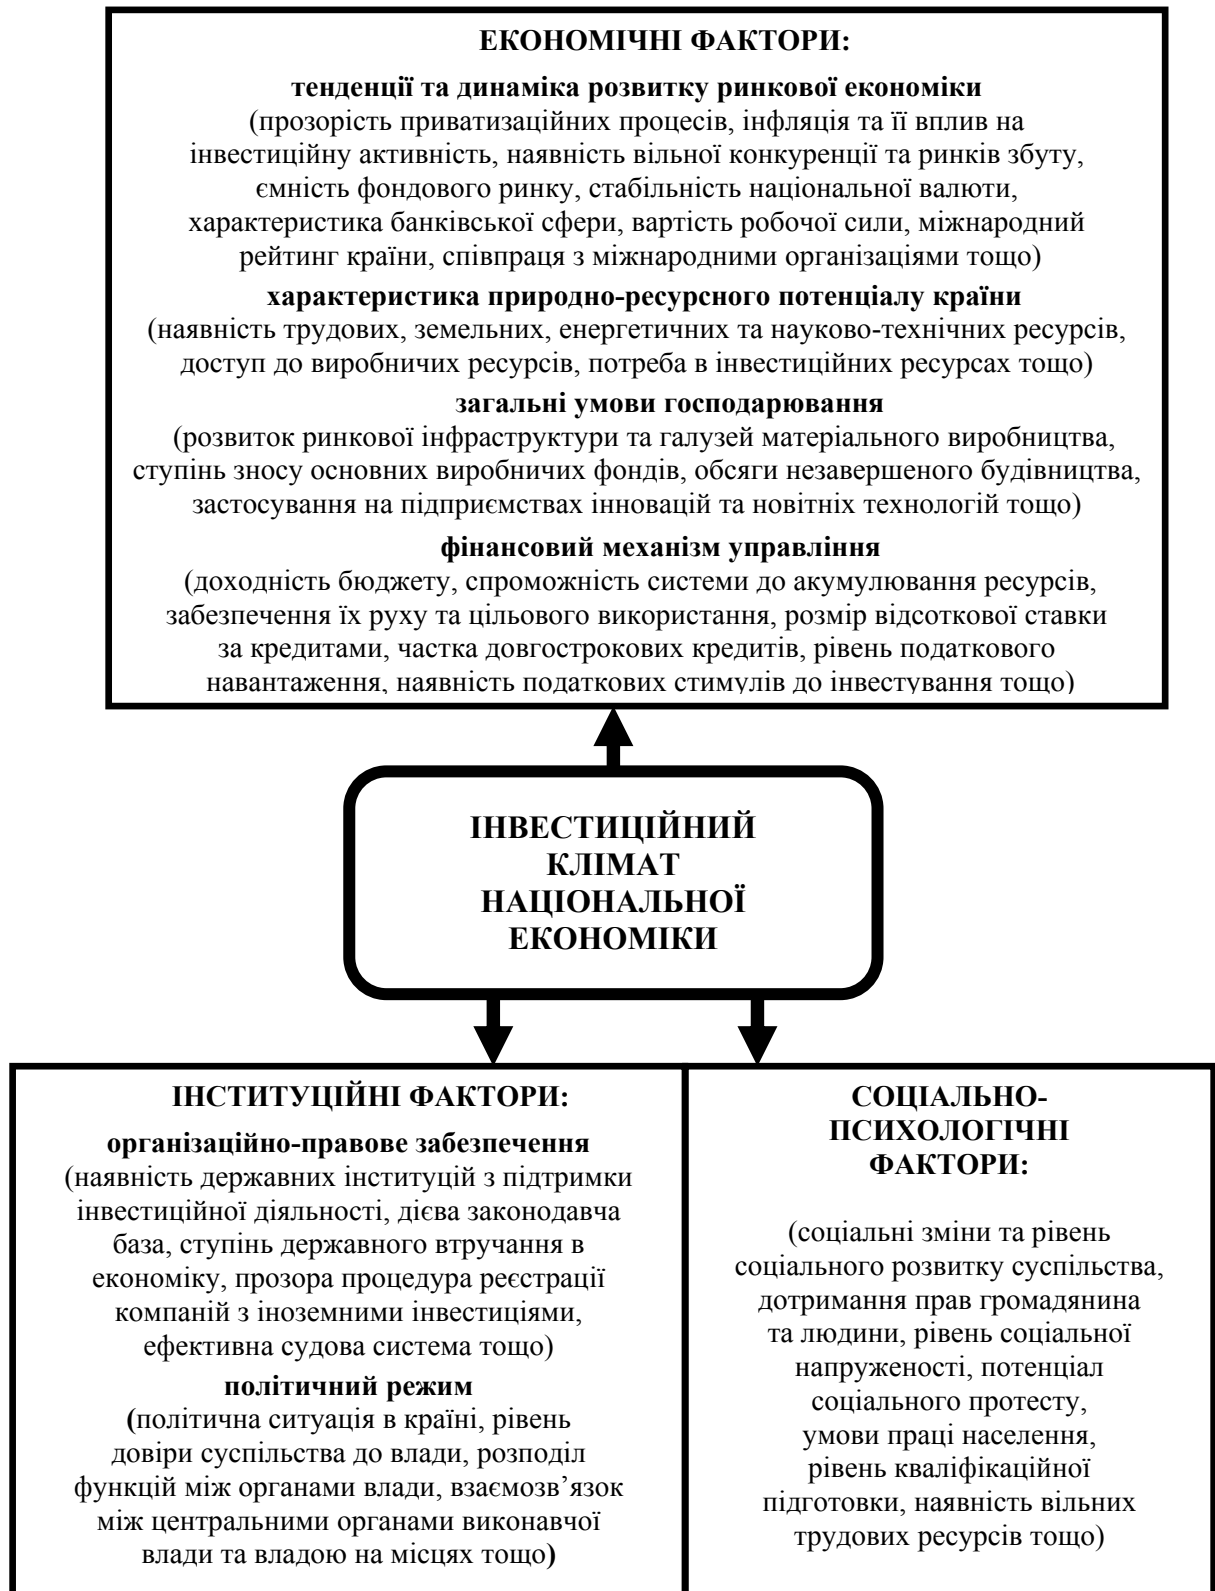 ЕКОНОМІЧНІ ФАКТОРИ:
тенденції та динаміка розвитку ринкової економіки
(прозорість приватизаційних процесів, інфляція та її вплив на
інвестиційну активність, наявність вільної конкуренції та ринків збуту,
ємність фондового ринку, стабільність національної валюти,
характеристика банківської сфери, вартість робочої сили, міжнародний
рейтинг країни, співпраця з міжнародними організаціями тощо)
характеристика природно-ресурсного потенціалу країни
(наявність трудових, земельних, енергетичних та науково-технічних ресурсів,
доступ до виробничих ресурсів, потреба в інвестиційних ресурсах тощо)
загальні умови господарювання
(розвиток ринкової інфраструктури та галузей матеріального виробництва,
ступінь зносу основних виробничих фондів, обсяги незавершеного будівництва,
застосування на підприємствах інновацій та новітніх технологій тощо)
фінансовий механізм управління
(доходність бюджету, спроможність системи до акумулювання ресурсів,
забезпечення їх руху та цільового використання, розмір відсоткової ставки
за кредитами, частка довгострокових кредитів, рівень податкового
навантаження, наявність податкових стимулів до інвестування тощо)
ІНВЕСТИЦІЙНИЙ
КЛІМАТ
НАЦІОНАЛЬНОЇ
ЕКОНОМІКИ
ІНСТИТУЦІЙНІ ФАКТОРИ:
організаційно-правове забезпечення
(наявність державних інституцій з підтримки
інвестиційної діяльності, дієва законодавча
база, ступінь державного втручання в
економіку, прозора процедура реєстрації
компаній з іноземними інвестиціями,
ефективна судова система тощо)
політичний режим
(політична ситуація в країні, рівень
довіри суспільства до влади, розподіл
функцій між органами влади, взаємозв’язок
між центральними органами виконавчої
влади та владою на місцях тощо)
СОЦІАЛЬНО-
ПСИХОЛОГІЧНІ
ФАКТОРИ:
(соціальні зміни та рівень
соціального розвитку суспільства,
дотримання прав громадянина
та людини, рівень соціальної
напруженості, потенціал
соціального протесту,
умови праці населення,
рівень кваліфікаційної
підготовки, наявність вільних
трудових ресурсів тощо)